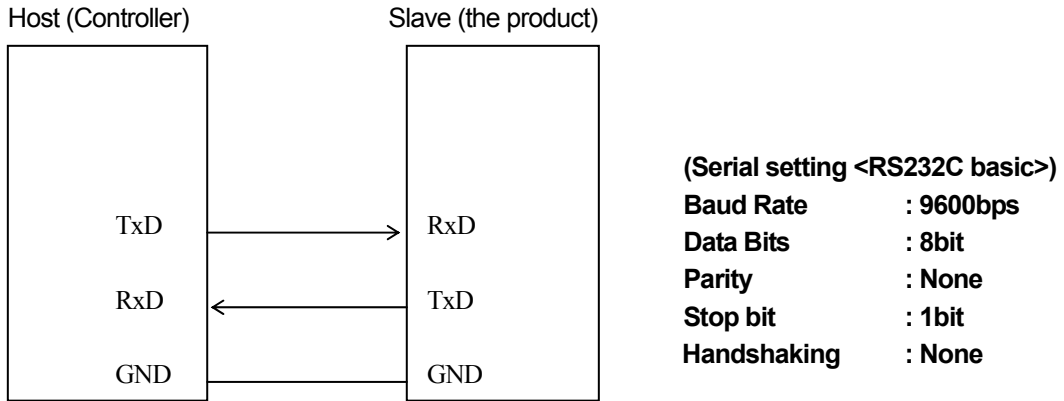 Host (Controller)
Slave (the product)
TxD
RxD
RxD
TxD
GND
GND
(Serial setting <RS232C basic>)
Baud Rate : 9600bps
Data Bits : 8bit
Parity : None
Stop bit : 1bit
Handshaking : None